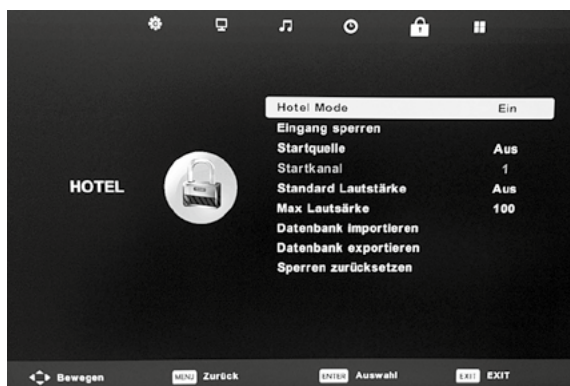 Hotel Mode Ein
Eingang sperren
Startquelle Aus
Startkanal 1
HOTEL
Standard Lautstärke Aus
Max Lautsärke 100
Datenbank importieren
Datenbank exportieren
Sperren zurücksetzen
Bewegen MENU Zurück ENTER Auswahl EXIT EXIT